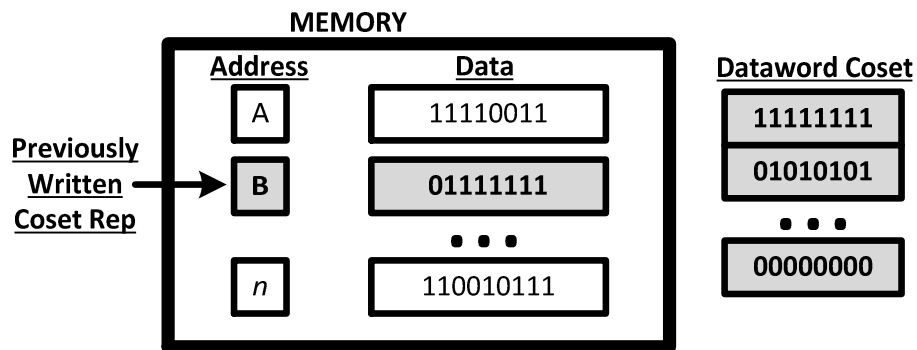 MEMORY
Address Data
Dataword Coset
A 11110011
11111111
Previously
Written
Coset Rep
B 01111111
01010101
...
...
n 110010111
00000000